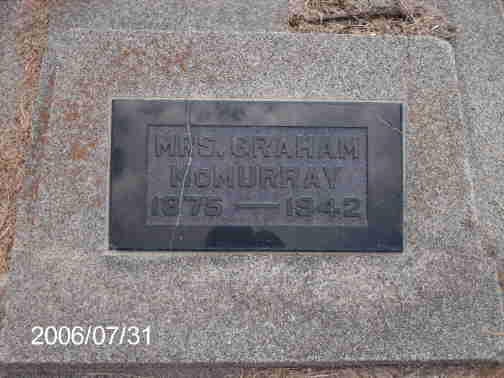 MRS. GRAHAM
McMURRAY
1875 — 1942
2006/07/31